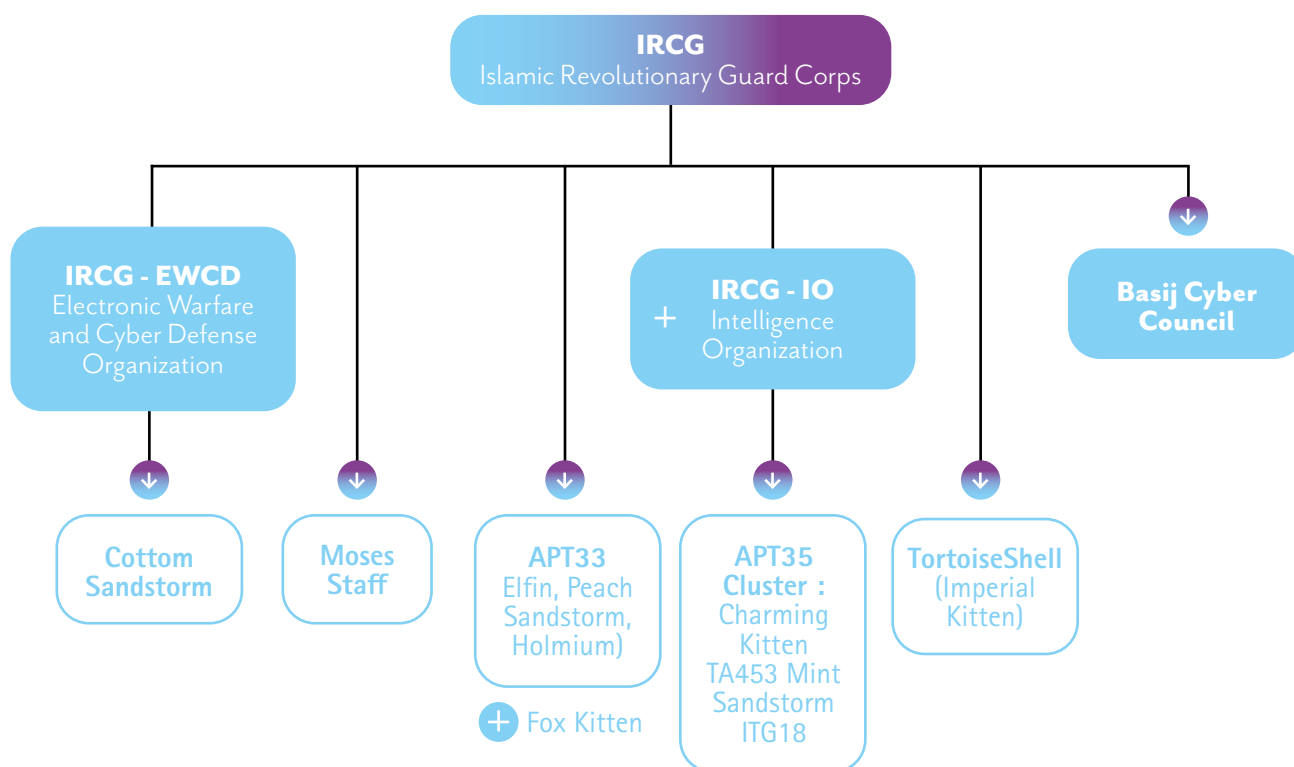 IRCG
Islamic Revolutionary Guard Corps
IRCG - EWCD
Electronic Warfare
and Cyber Defense
Organization
+
IRCG - IO
Intelligence
Organization
Basij Cyber
Council
Cottom
Sandstorm
Moses
Staff
APT33
Elfin, Peach
Sandstorm,
Holmium)
+ Fox Kitten
APT35
Cluster :
Charming
Kitten
TA453 Mint
Sandstorm
ITG18
TortoiseShell
(Imperial
Kitten)